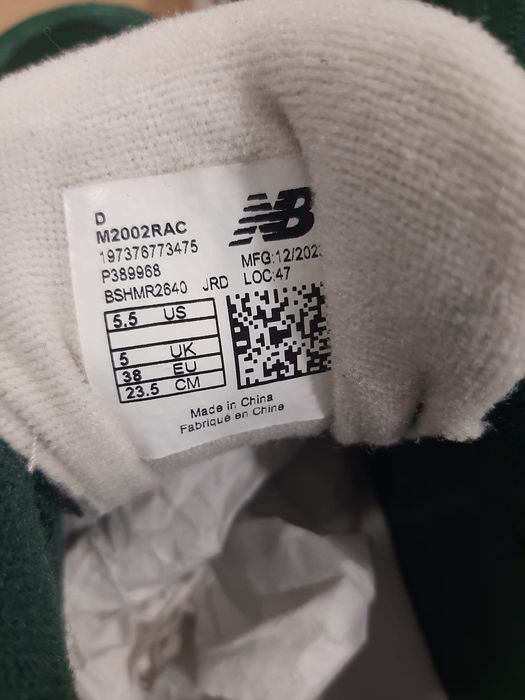 D
M2002RAC
197376773475
P389968
BSHMR2640 JRD
5.5 US
5 UK
38 EU
23.5 CM
NB
MFG:12/202
LOC:47
Made in China
Fabriqué en Chine